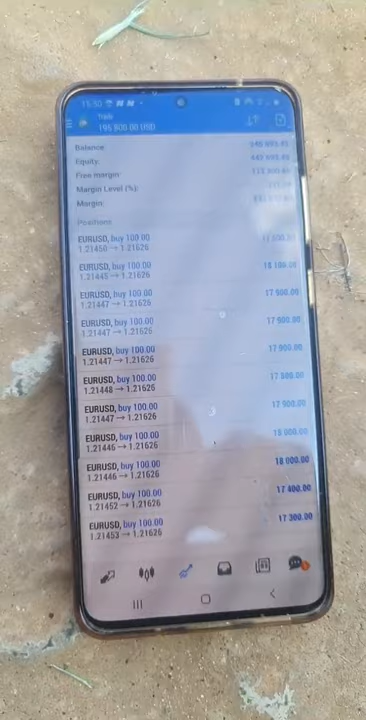 15:50
Trade
195 800.00 USD
Balance:
Equity:
Free margin:
Margin Level (%):
Margin:
Positions
EURUSD, buy 100.00
1.21450 → 1.21626
EURUSD, buy 100.00 18 100.00
1.21445 → 1.21626
EURUSD, buy 100.00 17 900.00
1.21447 → 1.21626
EURUSD, buy 100.00 17 900.00
1.21447 → 1.21626
EURUSD, buy 100.00 17 900.00
1.21447 → 1.21626
EURUSD, buy 100.00 17 800.00
1.21448 → 1.21626
EURUSD, buy 100.00 17 900.00
1.21447 → 1.21626
EURUSD, buy 100.00 18 000.00
1.21446 → 1.21626
EURUSD, buy 100.00 18 000.00
1.21446 → 1.21626
EURUSD, buy 100.00 17 400.00
1.21452 → 1.21626
EURUSD, buy 100.00 17 300.00
1.21453 → 1.21626